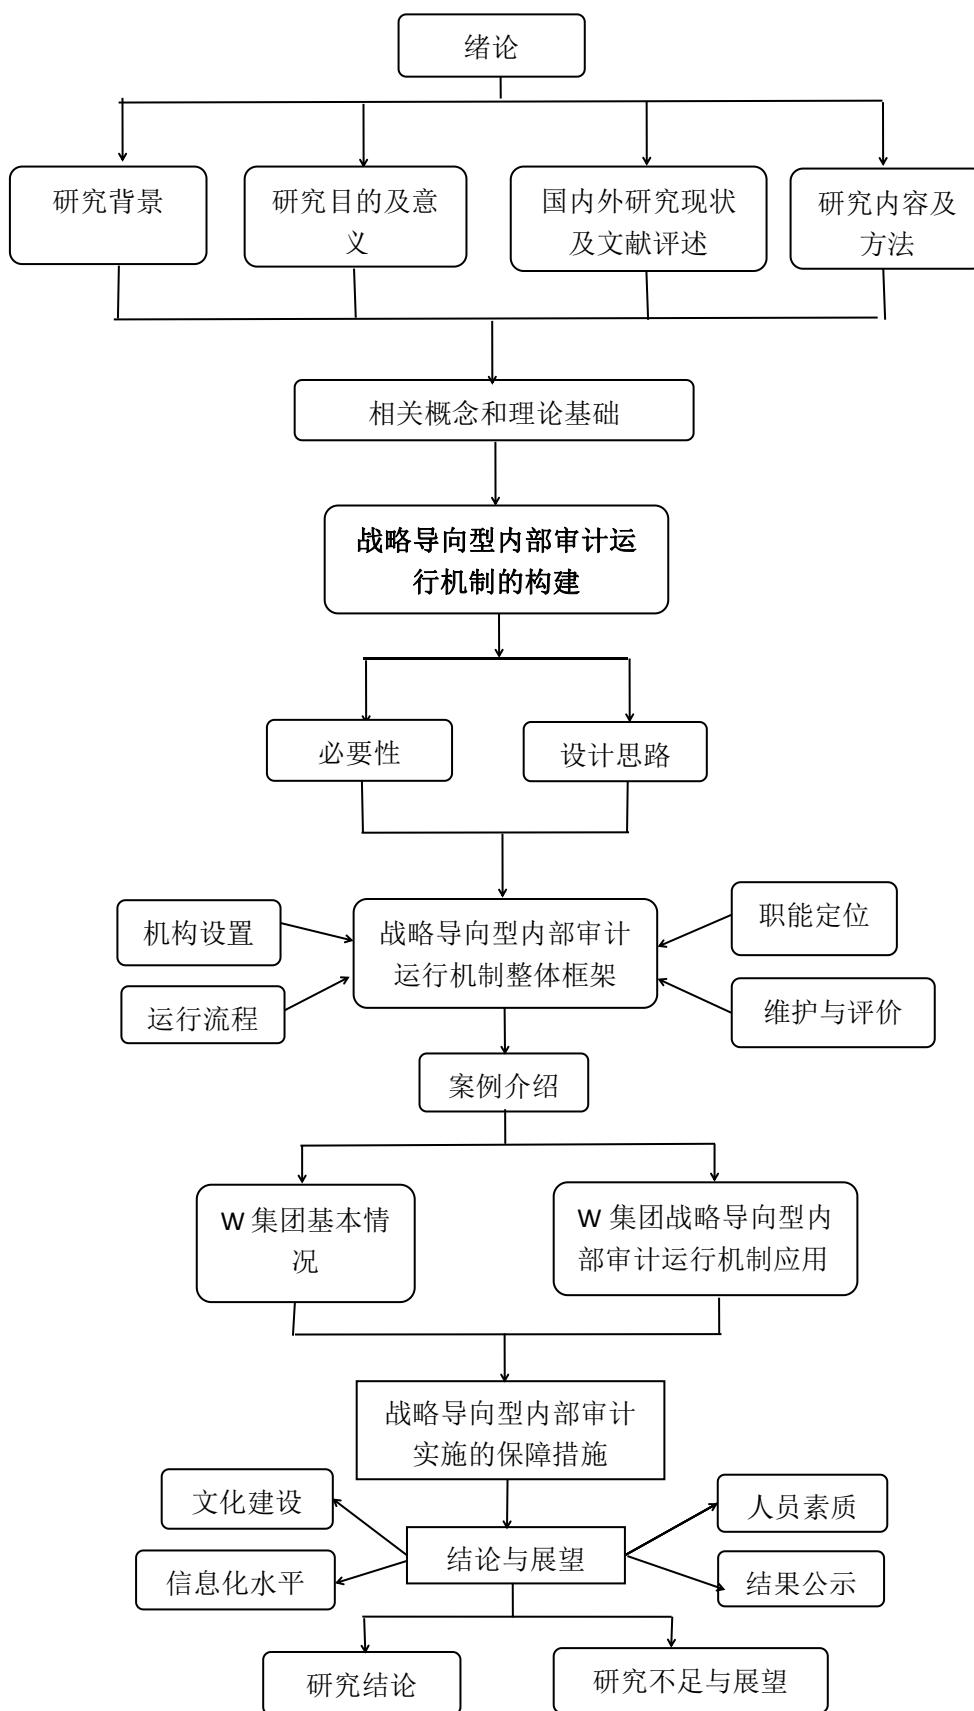 绪论
研究背景
研究目的及意
义
国内外研究现状
及文献评述
研究内容及
方法
相关概念和理论基础
战略导向型内部审计运
行机制的构建
必要性
设计思路
机构设置
运行流程
战略导向型内部审计
运行机制整体框架
职能定位
维护与评价
案例介绍
W 集团基本情
况
W 集团战略导向型内
部审计运行机制应用
战略导向型内部审计
实施的保障措施
文化建设
信息化水平
结论与展望
人员素质
结果公示
研究结论
研究不足与展望